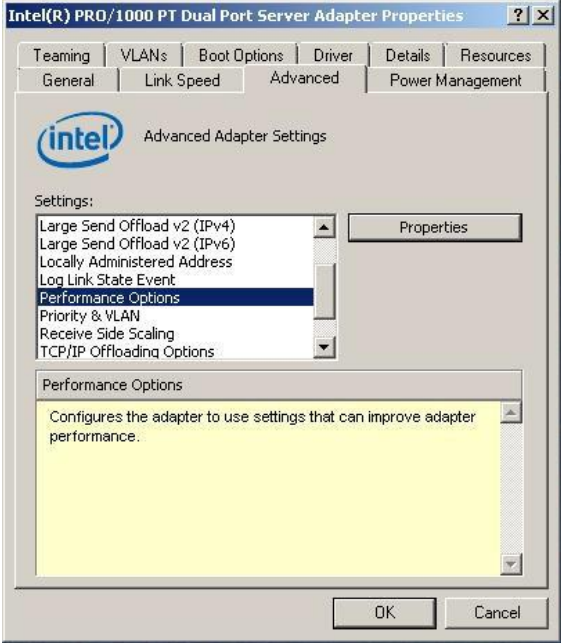 Intel(R) PRO/1000 PT Dual Port Server Adapter Properties
Teaming VLANs Boot Options Driver Details Resources
General Link Speed Advanced Power Management
intel
Advanced Adapter Settings
Settings:
Large Send Offload v2 (IPv4)
Large Send Offload v2 (IPv6)
Locally Administered Address
Log Link State Event
Performance Options
Priority & VLAN
Receive Side Scaling
TCP/IP Offloading Options
Properties
Performance Options
Configures the adapter to use settings that can improve adapter
performance.
OK Cancel